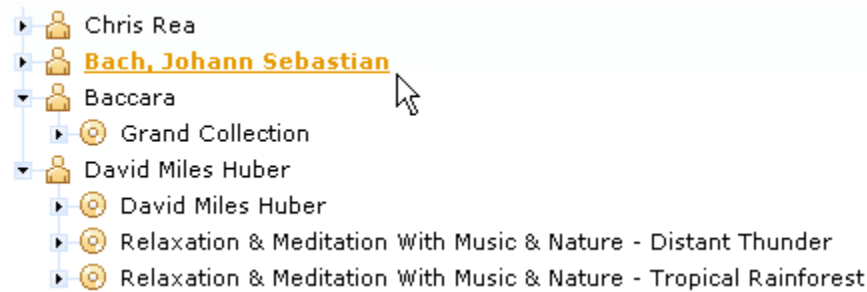 Chris Rea
Bach, Johann Sebastian
Baccara
Grand Collection
David Miles Huber
David Miles Huber
Relaxation & Meditation With Music & Nature - Distant Thunder
Relaxation & Meditation With Music & Nature - Tropical Rainforest